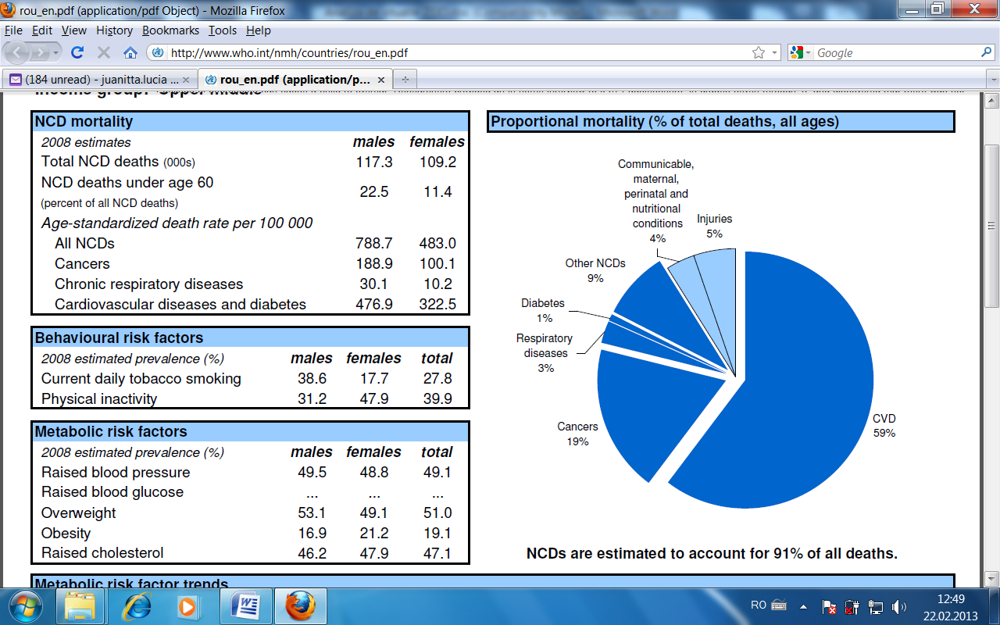 rou_en.pdf (application/pdf Object) - Mozilla Firefox
File Edit View History Bookmarks Tools Help
http://www.who.int/nmh/countries/rou_en.pdf
Google
(184 unread) - juanitta.lucia ...
rou_en.pdf (application/p...
Income group: Upper middle
NCD mortality
2008 estimates males females
Total NCD deaths (000s) 117.3 109.2
NCD deaths under age 60 22.5 11.4
(percent of all NCD deaths)
Age-standardized death rate per 100 000
All NCDs 788.7 483.0
Cancers 188.9 100.1
Chronic respiratory diseases 30.1 10.2
Cardiovascular diseases and diabetes 476.9 322.5
Behavioural risk factors
2008 estimated prevalence (%) males females total
Current daily tobacco smoking 38.6 17.7 27.8
Physical inactivity 31.2 47.9 39.9
Metabolic risk factors
2008 estimated prevalence (%) males females total
Raised blood pressure 49.5 48.8 49.1
Raised blood glucose ... ... ...
Overweight 53.1 49.1 51.0
Obesity 16.9 21.2 19.1
Raised cholesterol 46.2 47.9 47.1
Proportional mortality (% of total deaths, all ages)
Communicable,
maternal,
perinatal and
nutritional
conditions
4%
Injuries
5%
Other NCDs
9%
Diabetes
1%
Respiratory
diseases
3%
Cancers
19%
CVD
59%
NCDs are estimated to account for 91% of all deaths.
Metabolic risk factor trends
RO
12:49
22.02.2013